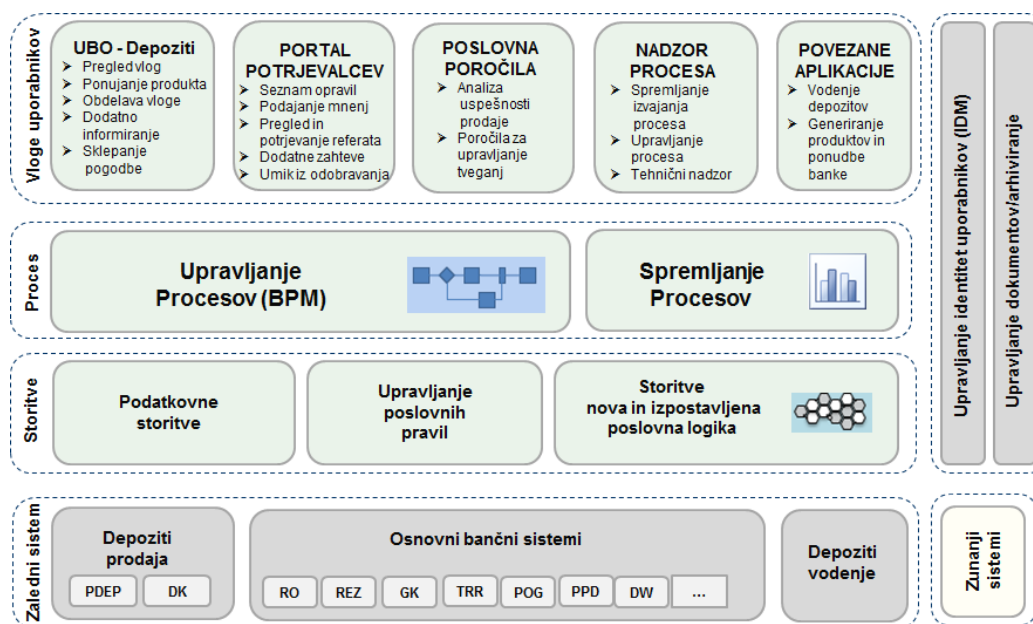 Vloge uporabnikov
UBO - Depoziti
Pregled vlog
Ponujanje produkta
Obdelava vloge
Dodatno
informiranje
Sklepanje
pogodbe
PORTAL
POTRJEVALCEV
Seznam opravil
Podajanje mnenj
Pregled in
potrjevanje referata
Dodatne zahteve
Umik iz odobravanja
POSLOVNA
POROČILA
Analiza
uspešnosti
prodaje
Poročila za
upravljanje
tveganj
NADZOR
PROCESA
Spremljanje
izvajanja
procesa
Upravljanje
procesa
Tehnični nadzor
POVEZANE
APLIKACIJE
Vodenje
depozitov
Generiranje
produktov in
ponudbe
banke
Proces
Upravljanje
Procesov (BPM)
Spremljanje
Procesov
Storitve
Podatkovne
storitve
Upravljanje
poslovnih
pravil
Storitve
nova in izpostavljena
poslovna logika
Upravljanje identitet uporabnikov (IDM)
Upravljanje dokumentov/arhiviranje
Zaledni sistem
Depoziti
prodaja
PDEP
DK
Osnovni bančni sistemi
RO
REZ
GK
TRR
POG
PPD
DW
...
Depoziti
vodenje
Zunanji
sistemi